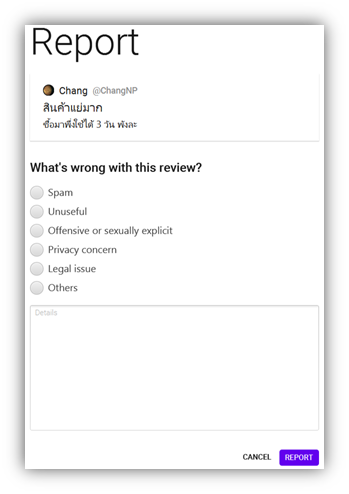 Report
Chang @ChangNP
สินค้าแย่มาก
ซื้อมาพึ่งใช้ได้ 3 วัน พังละ
What's wrong with this review?
Spam
Unuseful
Offensive or sexually explicit
Privacy concern
Legal issue
Others
Details
CANCEL REPORT